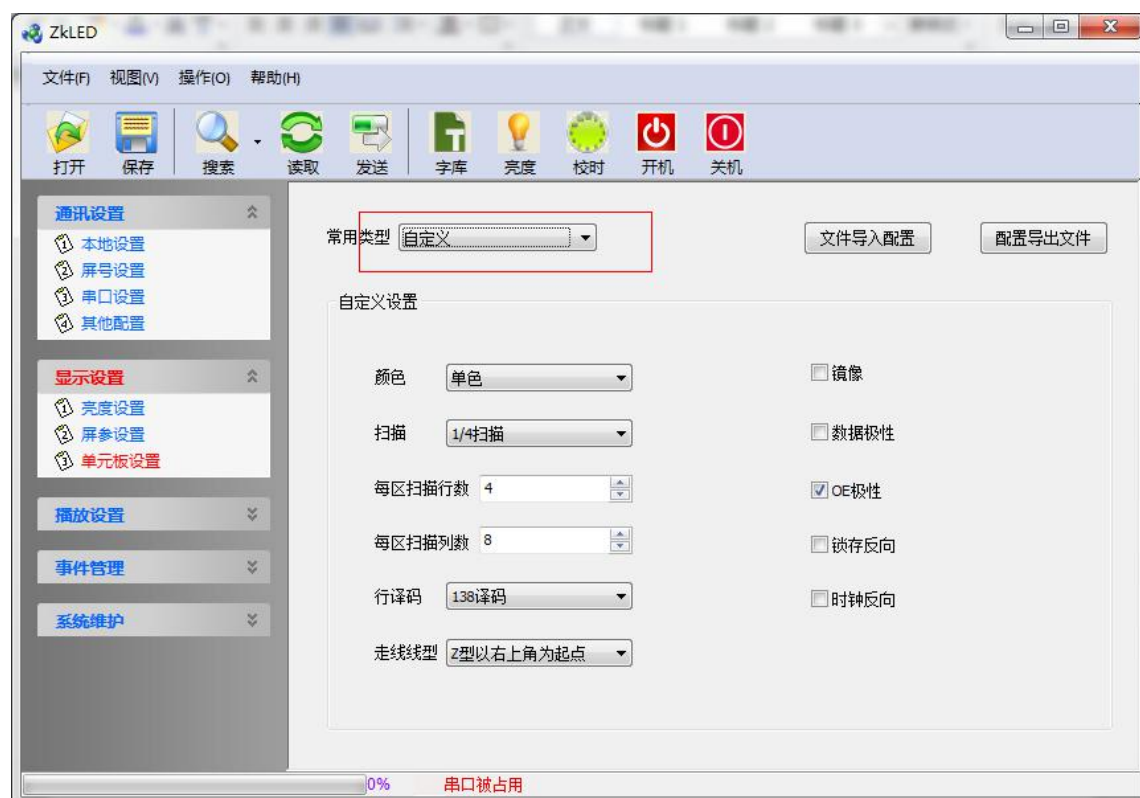 ZkLED
文件(F) 视图(V) 操作(O) 帮助(H)
打开 保存 搜索 读取 发送 字库 亮度 校时 开机 关机
通讯设置
1 本地设置
2 屏号设置
3 串口设置
4 其他配置
显示设置
1 亮度设置
2 屏参设置
3 单元板设置
播放设置
事件管理
系统维护
常用类型 自定义 文件导入配置 配置导出文件
自定义设置
颜色 单色 镜像
扫描 1/4扫描 数据极性
每区扫描行数 4 OE极性
每区扫描列数 8 锁存反向
行译码 138译码 时钟反向
走线线型 Z型以右上角为起点
0% 串口被占用